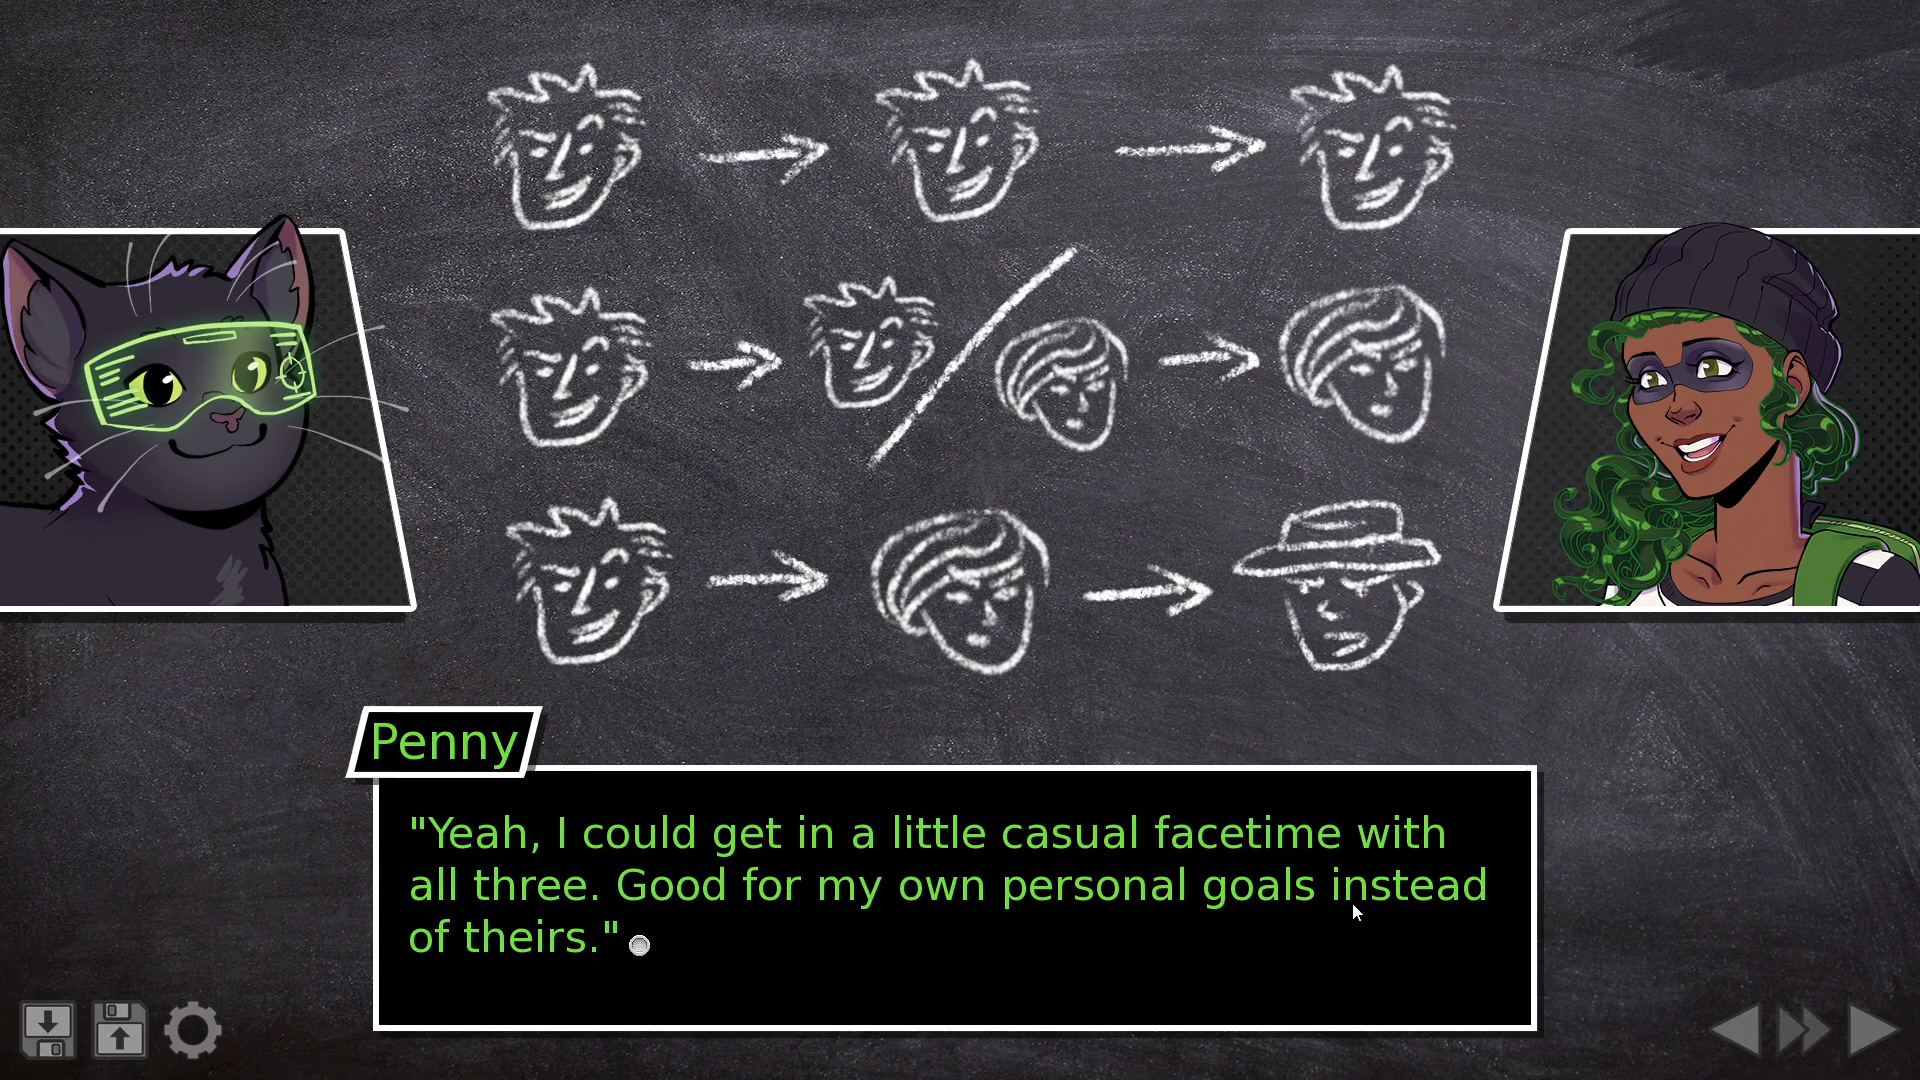 Penny
"Yeah, I could get in a little casual facetime with
all three. Good for my own personal goals instead
of theirs."